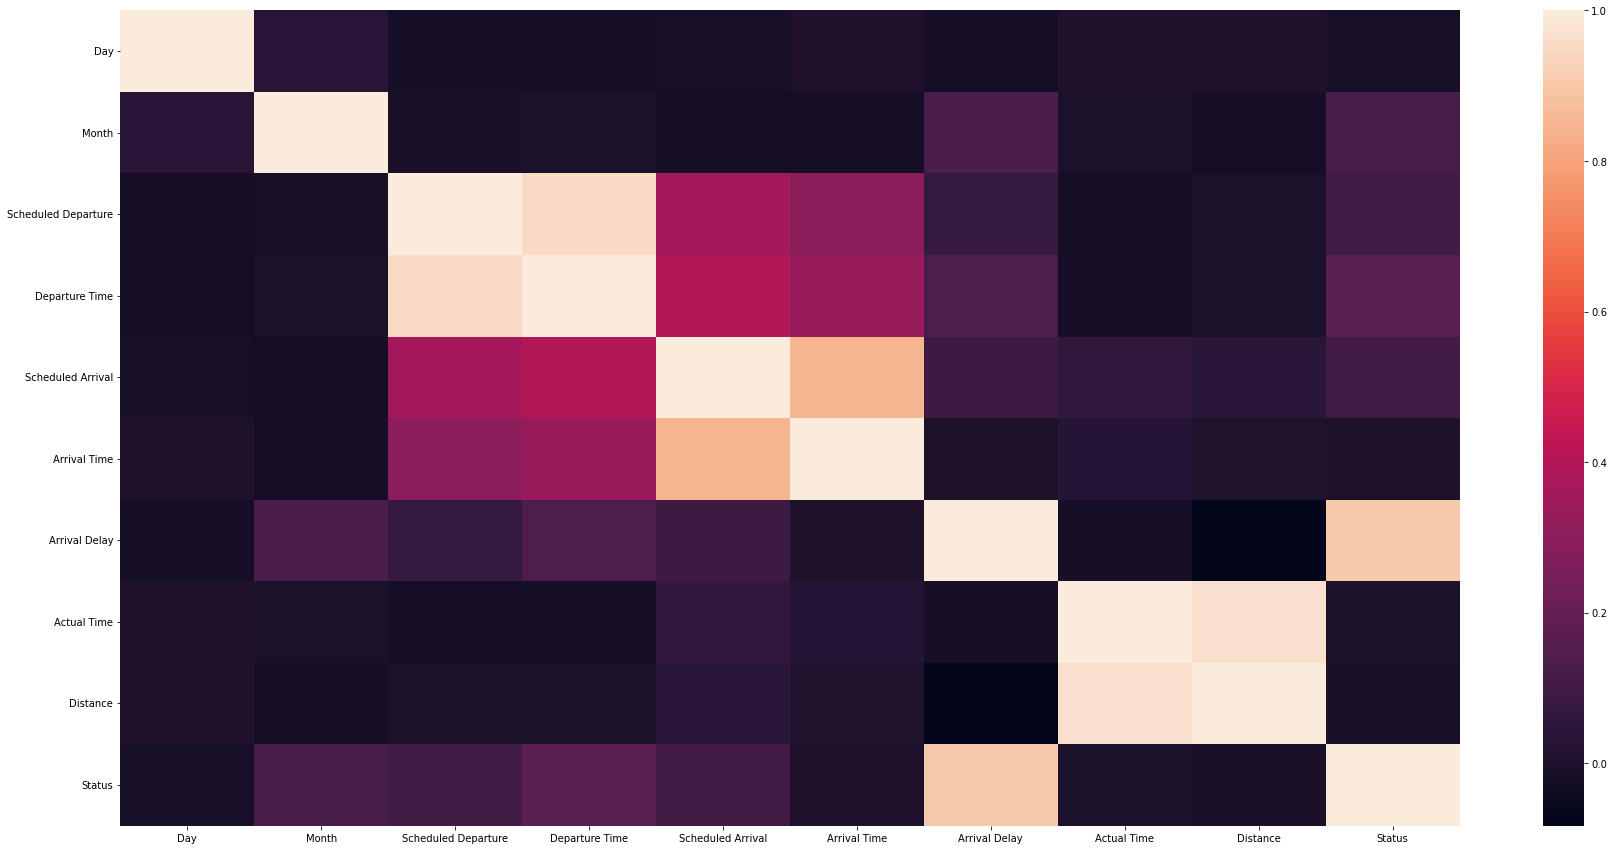 Day
Month
Scheduled Departure
Departure Time
Scheduled Arrival
Arrival Time
Arrival Delay
Actual Time
Distance
Status
Day Month Scheduled Departure Departure Time Scheduled Arrival Arrival Time Arrival Delay Actual Time Distance Status
1.0
0.8
0.6
0.4
0.2
0.0